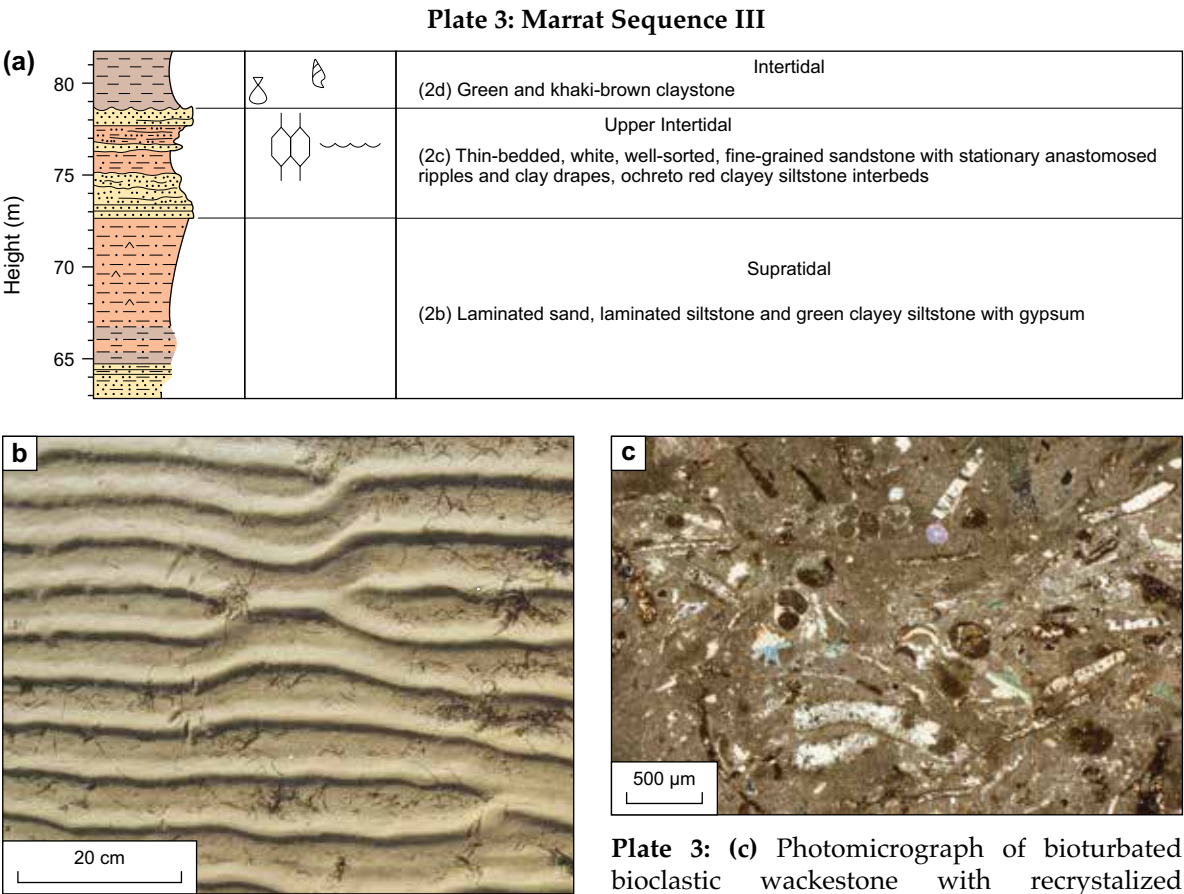 Plate 3: Marrat Sequence III
(a)
Height (m)
80
75
70
65
Intertidal
(2d) Green and khaki-brown claystone
Upper Intertidal
(2c) Thin-bedded, white, well-sorted, fine-grained sandstone with stationary anastomosed
ripples and clay drapes, ochreto red clayey siltstone interbeds
Supratidal
(2b) Laminated sand, laminated siltstone and green clayey siltstone with gypsum
b
20 cm
c
500 µm
Plate 3: (c) Photomicrograph of bioturbated
bioclastic wackestone with recrystalized